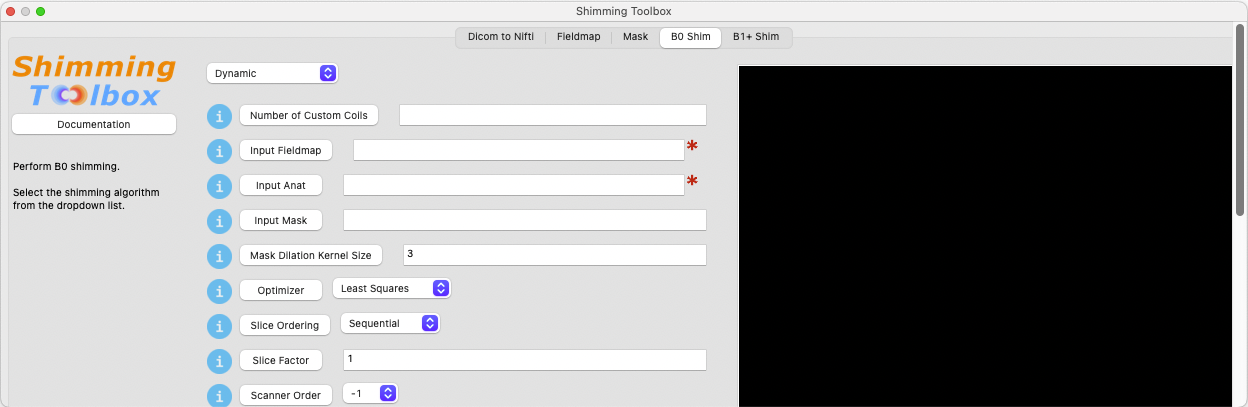 Shimming Toolbox
Dicom to Nifti Fieldmap Mask B0 Shim B1+ Shim
Shimming
Toolbox
Documentation
Perform B0 shimming.
Select the shimming algorithm
from the dropdown list.
Dynamic
i Number of Custom Coils
i Input Fieldmap *
i Input Anat *
i Input Mask
i Mask Dilation Kernel Size 3
i Optimizer Least Squares
i Slice Ordering Sequential
i Slice Factor 1
i Scanner Order -1